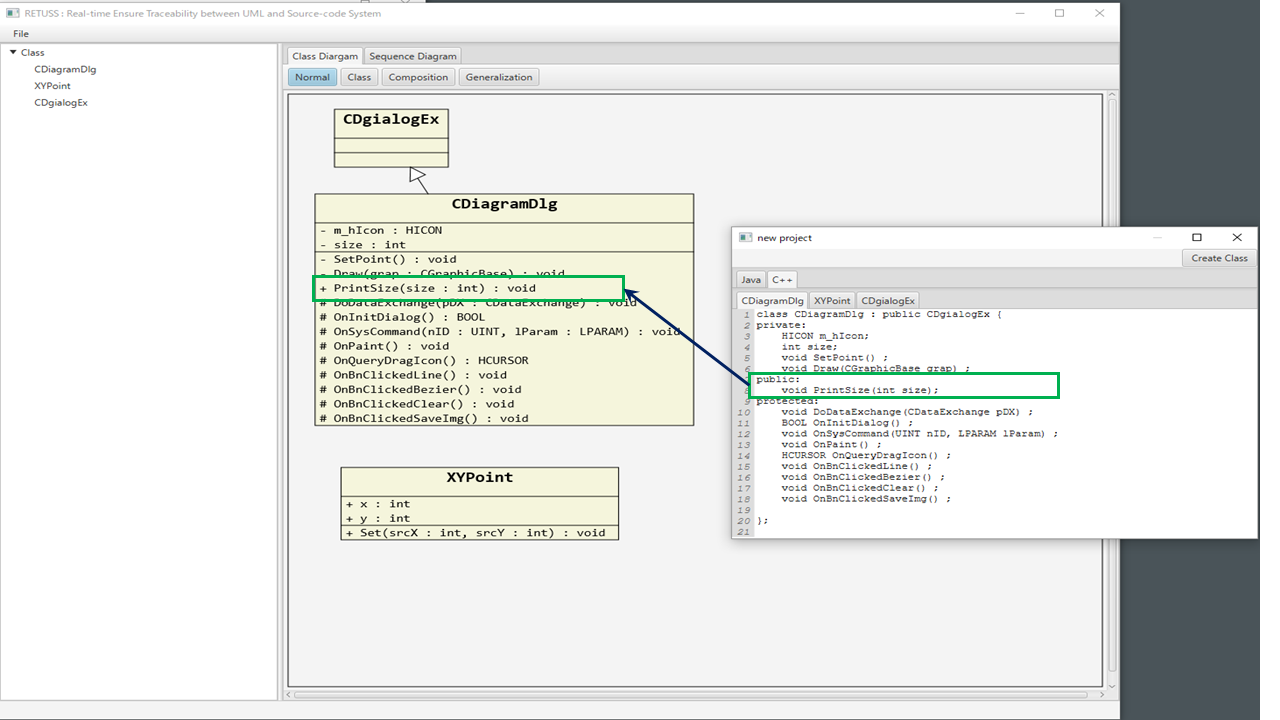 RETUSS : Real-time Ensure Traceability between UML and Source-code System
File
Class
CDiagramDlg
XYPoint
CDgialogEx
Class Diargam
Sequence Diagram
Normal
Class
Composition
Generalization
CDgialogEx
CDiagramDlg
- m_hIcon : HICON
- size : int
- SetPoint() : void
- Draw(grap : CGraphicBase) : void
+ PrintSize(size : int) : void
# DoDataExchange(pDX : CDataExchange) : void
# OnInitDialog() : BOOL
# OnSysCommand(nID : UINT, lParam : LPARAM) : void
# OnPaint() : void
# OnQueryDragIcon() : HCURSOR
# OnBnClickedLine() : void
# OnBnClickedBezier() : void
# OnBnClickedClear() : void
# OnBnClickedSaveImg() : void
XYPoint
+ x : int
+ y : int
+ Set(srcX : int, srcY : int) : void
new project
Create Class
Java
C++
CDiagramDlg
XYPoint
CDgialogEx
1 class CDiagramDlg : public CDgialogEx {
2 private:
3 HICON m_hIcon;
4 int size;
5 void SetPoint() ;
6 void Draw(CGraphicBase grap) ;
7 public:
8 void PrintSize(int size);
9 protected:
10 void DoDataExchange(CDataExchange pDX) ;
11 BOOL OnInitDialog() ;
12 void OnSysCommand(UINT nID, LPARAM lParam) ;
13 void OnPaint() ;
14 HCURSOR OnQueryDragIcon() ;
15 void OnBnClickedLine() ;
16 void OnBnClickedBezier() ;
17 void OnBnClickedClear() ;
18 void OnBnClickedSaveImg() ;
19
20 };
21